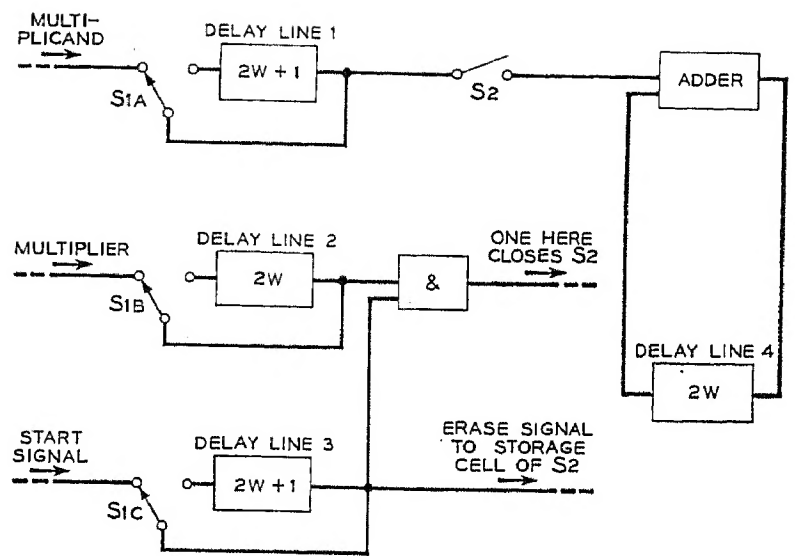 MULTI-
PLICAND
DELAY LINE 1
2W+1
S1A
S2
ADDER
MULTIPLIER
DELAY LINE 2
2W
S1B
&
ONE HERE
CLOSES S2
DELAY LINE 4
2W
START
SIGNAL
DELAY LINE 3
2W+1
S1C
ERASE SIGNAL
TO STORAGE
CELL OF S2